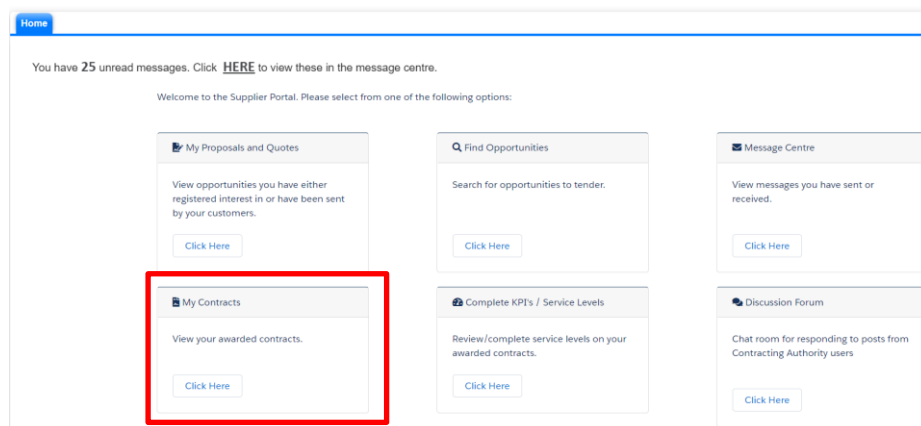 Home
You have 25 unread messages. Click HERE to view these in the message centre.
Welcome to the Supplier Portal. Please select from one of the following options:
My Proposals and Quotes
View opportunities you have either
registered interest in or have been sent
by your customers.
Click Here
Find Opportunities
Search for opportunities to tender.
Click Here
Message Centre
View messages you have sent or
received.
Click Here
My Contracts
View your awarded contracts.
Click Here
Complete KPI's / Service Levels
Review/complete service levels on your
awarded contracts.
Click Here
Discussion Forum
Chat room for responding to posts from
Contracting Authority users
Click Here